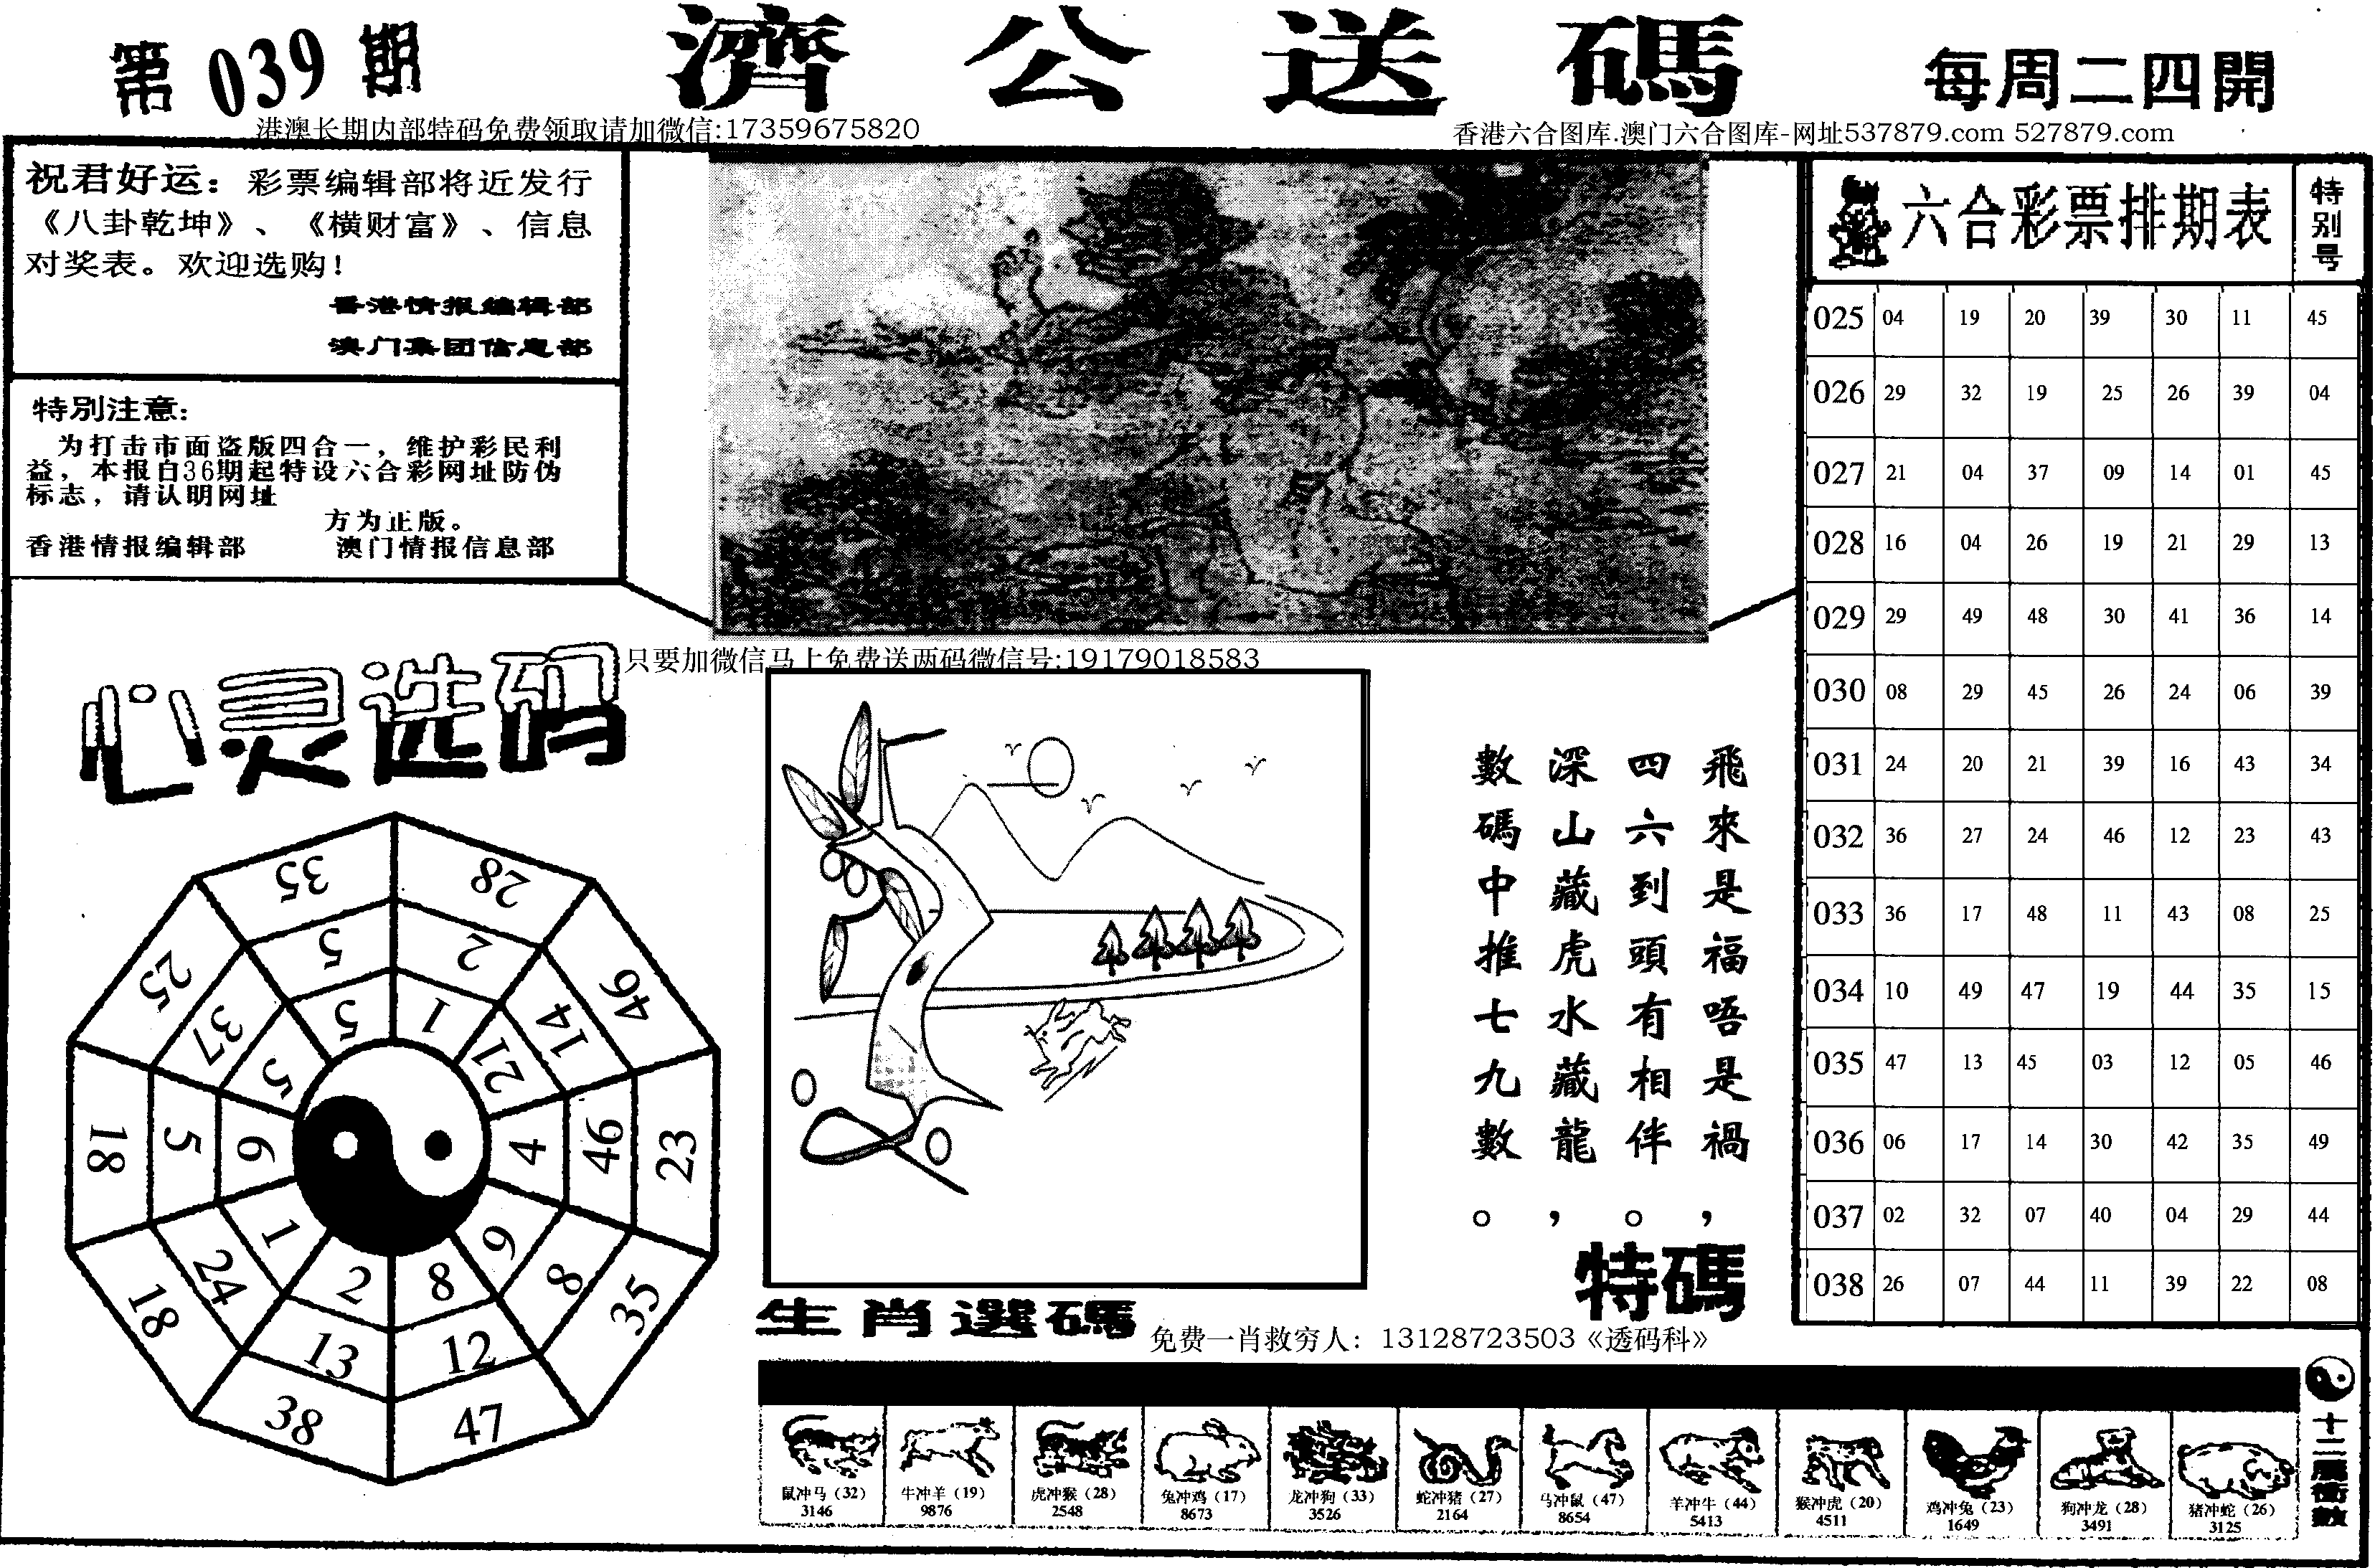 第039期
濟公送碼
每周二四開
港澳长期内部特码免费领取请加微信:17359675820
香港六合图库.澳门六合图库-网址537879.com 527879.com
祝君好运：彩票编辑部将近发行
《八卦乾坤》、《横财富》、信息
对奖表。欢迎选购！
香港情报编辑部
澳门集团信息部
特別注意：
为打击市面盗版四合一，维护彩民利
益，本报自36期起特设六合彩网址防伪
标志，请认明网址
方为正版。
香港情报编辑部 澳门情报信息部
心灵选码
35 28 46 23 35 47 38 18 18 25
5 2 14 46 8 12 13 24 5 37
5 1 21 4 9 8 2 1 6 5
只要加微信马上免费送两码微信号:19179018583
飛來是福唔是禍，
四六到頭有相伴。
深山藏虎水藏龍，
數碼中推七九數。
特碼
生肖選碼
免费一肖救穷人：13128723503《透码科》
六合彩票排期表 特别号
025 04 19 20 39 30 11 45
026 29 32 19 25 26 39 04
027 21 04 37 09 14 01 45
028 16 04 26 19 21 29 13
029 29 49 48 30 41 36 14
030 08 29 45 26 24 06 39
031 24 20 21 39 16 43 34
032 36 27 24 46 12 23 43
033 36 17 48 11 43 08 25
034 10 49 47 19 44 35 15
035 47 13 45 03 12 05 46
036 06 17 14 30 42 35 49
037 02 32 07 40 04 29 44
038 26 07 44 11 39 22 08
鼠冲马（32） 牛冲羊（19） 虎冲猴（28） 兔冲鸡（17） 龙冲狗（33） 蛇冲猪（27） 马冲鼠（47） 羊冲牛（44） 猴冲虎（20） 鸡冲兔（23） 狗冲龙（28） 猪冲蛇（26）
3146 9876 2548 8673 3526 2164 8654 5413 4511 1649 3491 3125
十二
數